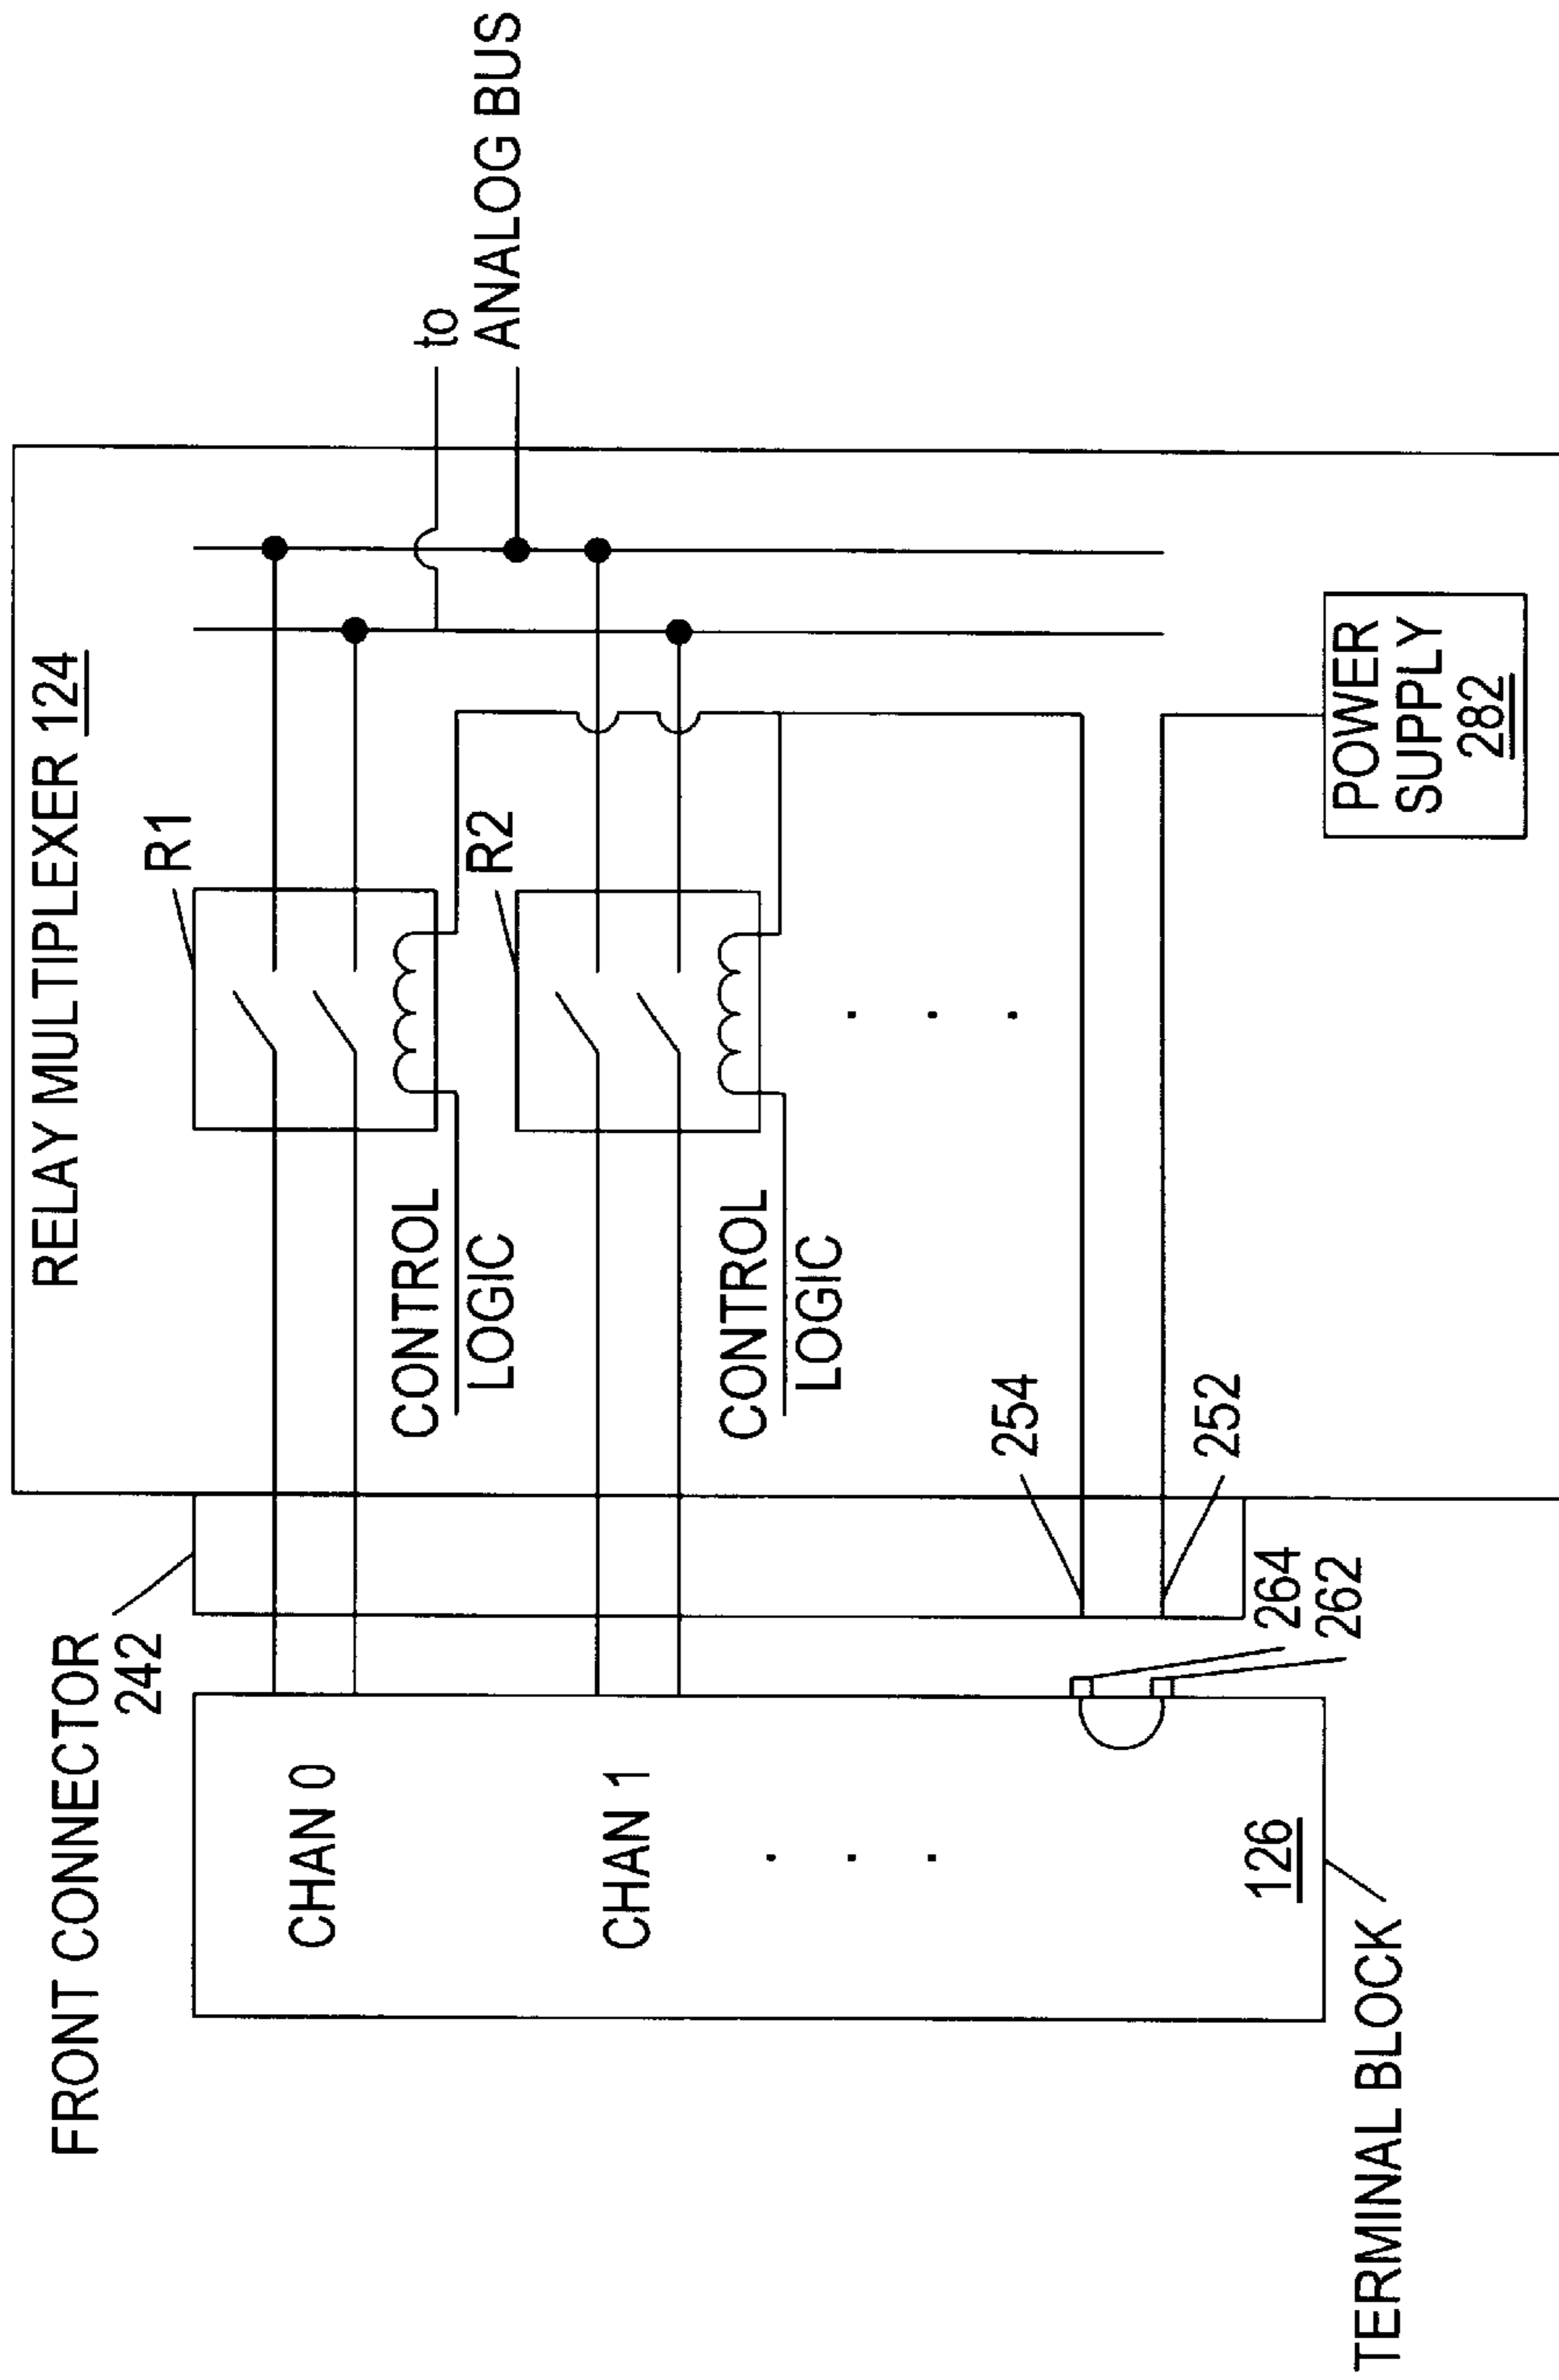 RELAY MULTIPLEXER 124
FRONT CONNECTOR
242
R1
to
ANALOG BUS
CHAN 0
CONTROL
LOGIC
R2
CHAN 1
CONTROL
LOGIC
254
252
264
262
126
TERMINAL BLOCK
POWER
SUPPLY
282